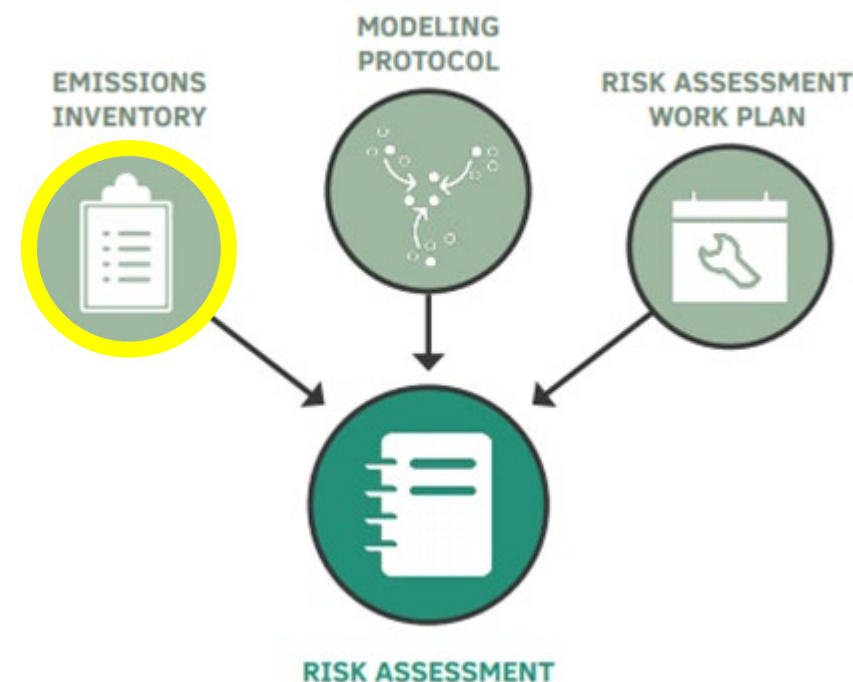 MODELING
PROTOCOL
EMISSIONS
INVENTORY
RISK ASSESSMENT
WORK PLAN
RISK ASSESSMENT